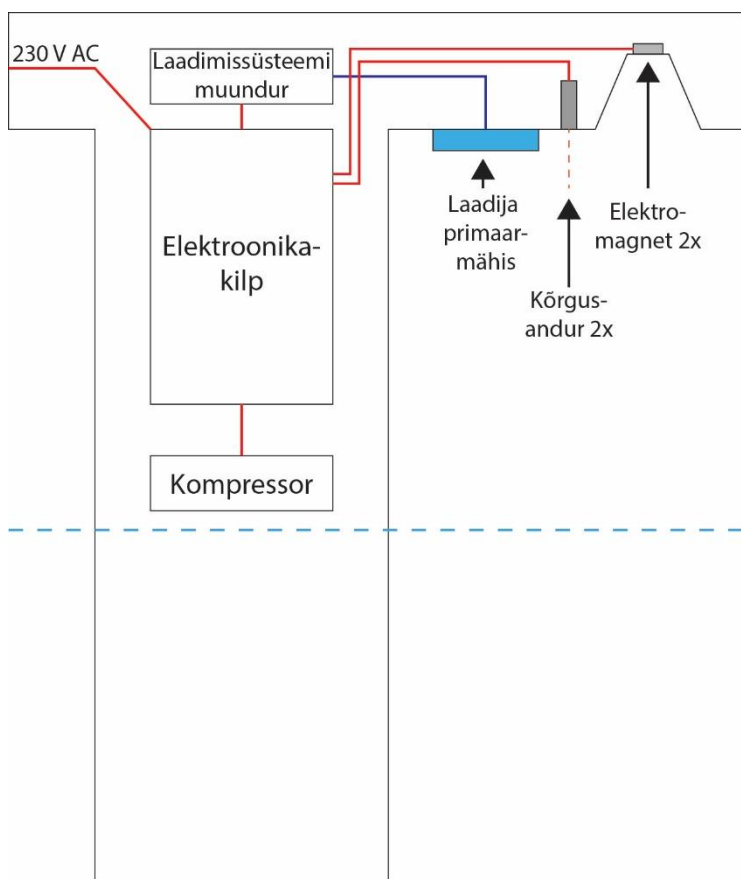 230 V AC
Laadimissüsteemi
muundur
Elektroonika-
kilp
Kompressor
Laadija
primaar-
mähis
Kõrgus-
andur 2x
Elektro-
magnet 2x